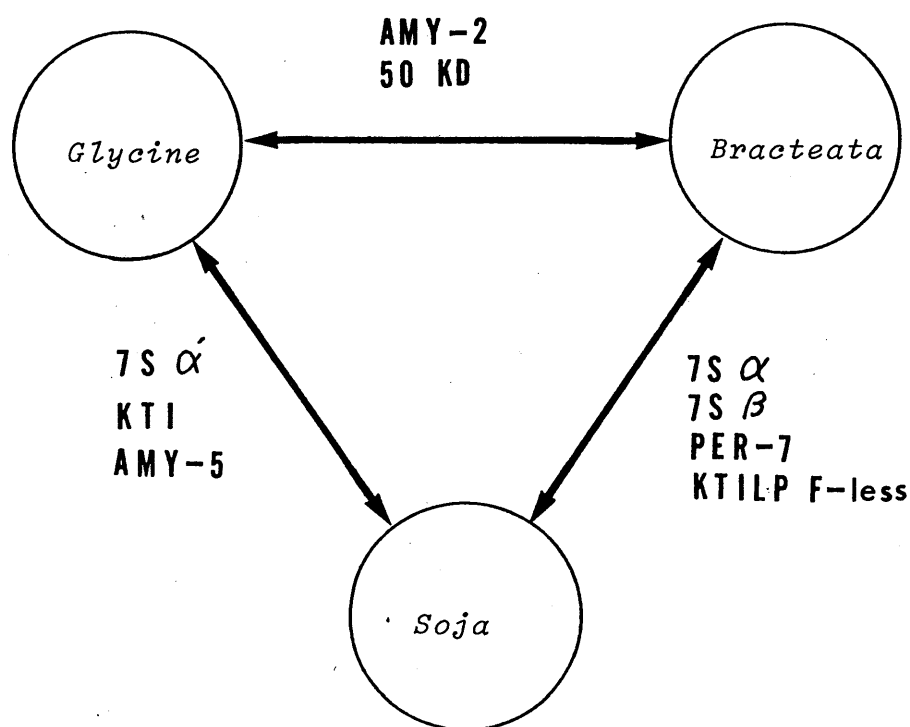 AMY-2
50 KD
Glycine
Bracteata
7S ά
KTI
AMY-5
7S α
7S β
PER-7
KTILP F-less
Soja